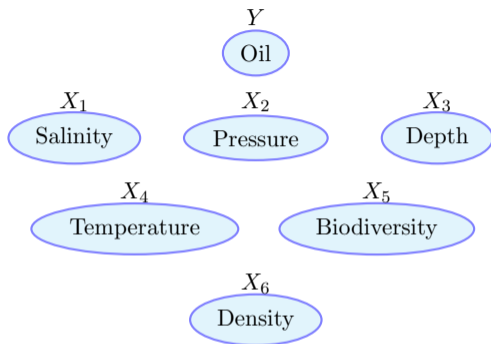 Y
Oil
X₁ X₂ X₃
Salinity Pressure Depth
X₄ X₅
Temperature Biodiversity
X₆
Density